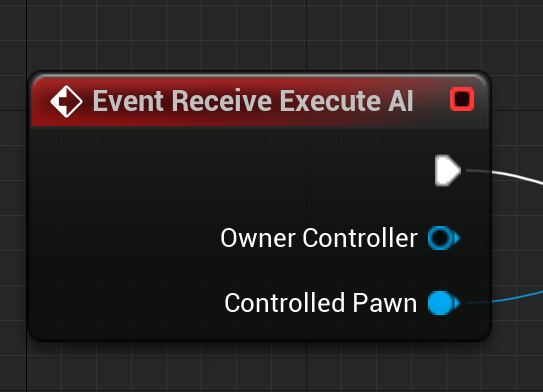 Event Receive Execute AI
Owner Controller
Controlled Pawn